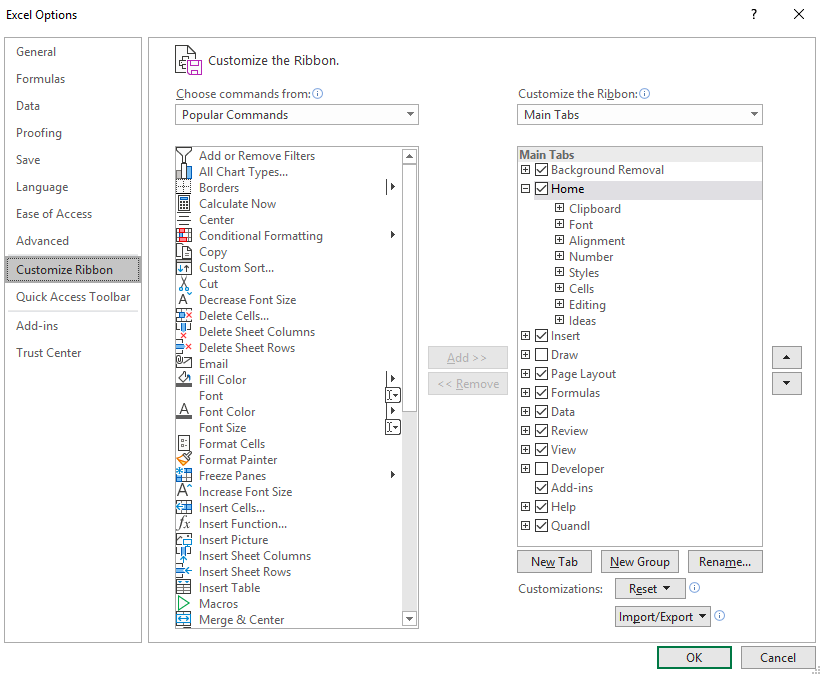 Excel Options
?
General
Formulas
Data
Proofing
Save
Language
Ease of Access
Advanced
Customize Ribbon
Quick Access Toolbar
Add-ins
Trust Center
Customize the Ribbon.
Choose commands from:
Popular Commands
Add or Remove Filters
All Chart Types...
Borders
Calculate Now
Center
Conditional Formatting
Copy
Custom Sort...
Cut
Decrease Font Size
Delete Cells...
Delete Sheet Columns
Delete Sheet Rows
Email
Fill Color
Font
Font Color
Font Size
Format Cells
Format Painter
Freeze Panes
Increase Font Size
Insert Cells...
Insert Function...
Insert Picture
Insert Sheet Columns
Insert Sheet Rows
Insert Table
Macros
Merge & Center
Add >>
<< Remove
Customize the Ribbon:
Main Tabs
Main Tabs
Background Removal
Home
Clipboard
Font
Alignment
Number
Styles
Cells
Editing
Ideas
Insert
Draw
Page Layout
Formulas
Data
Review
View
Developer
Add-ins
Help
Quandl
New Tab
New Group
Rename...
Customizations:
Reset
Import/Export
OK
Cancel